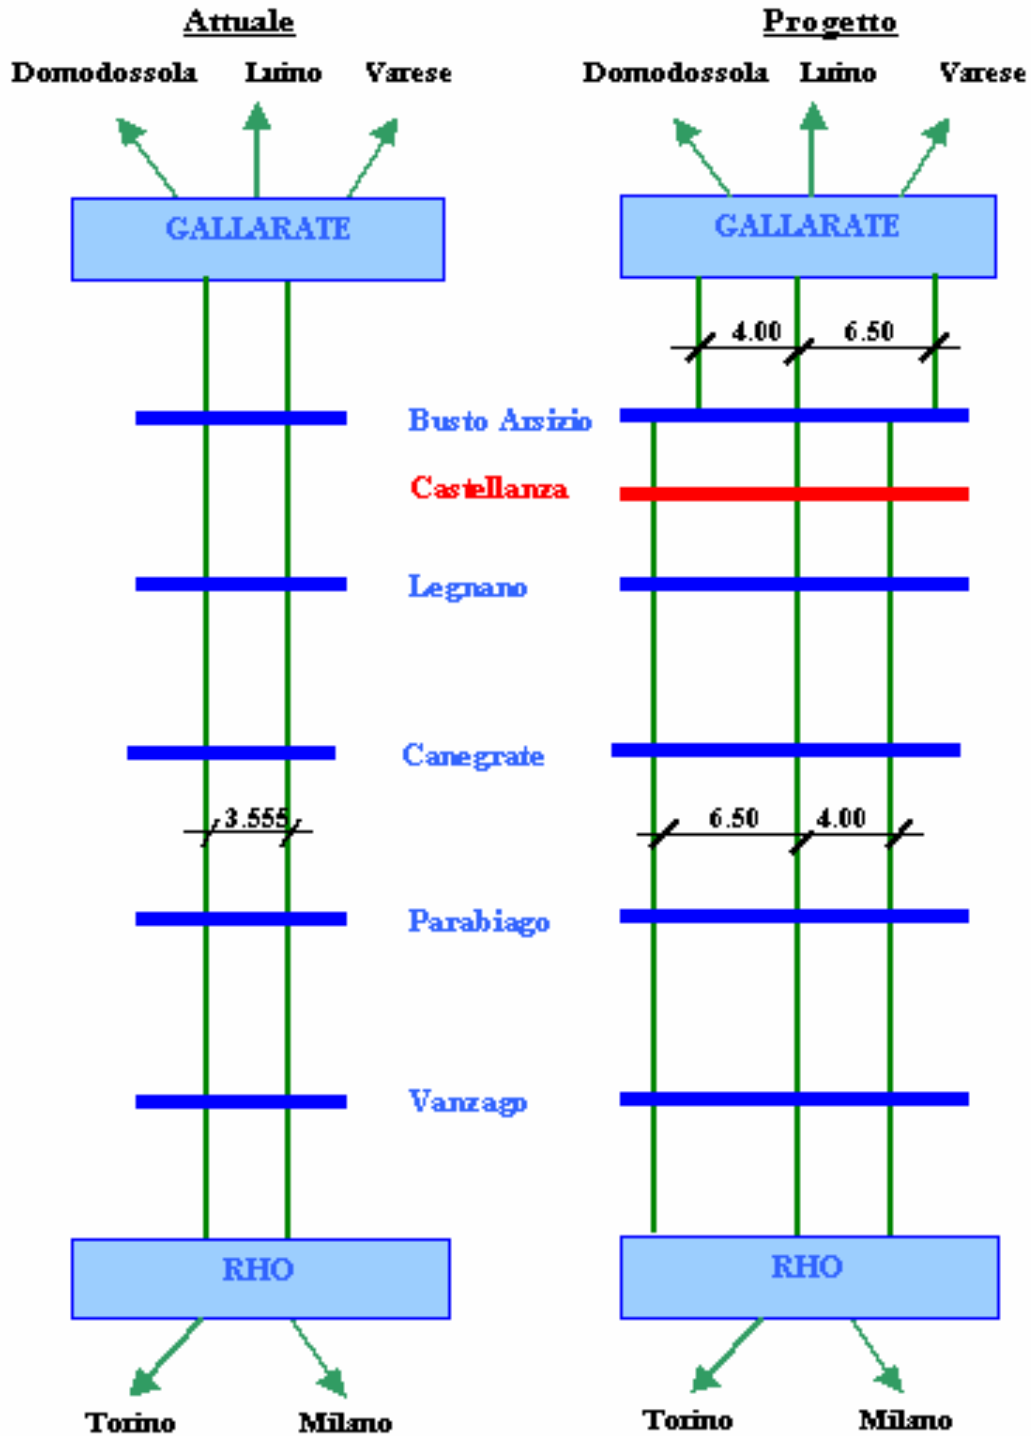 Attuale
Progetto
Domodossola Luino Varese
Domodossola Luino Varese
GALLARATE
GALLARATE
4.00 6.50
Busto Arsizio
Castellanza
Legnano
Canegrate
3.555
6.50 4.00
Parabiago
Vanzago
RHO
RHO
Torino Milano
Torino Milano